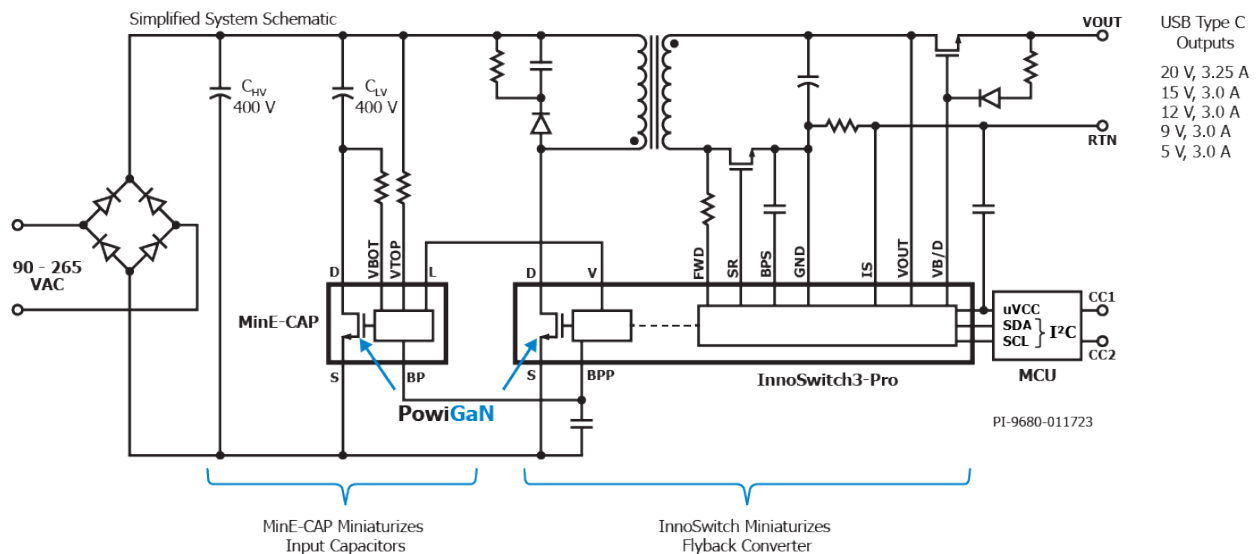 Simplified System Schematic
VOUT
USB Type C
Outputs
20 V, 3.25 A
15 V, 3.0 A
12 V, 3.0 A
9 V, 3.0 A
5 V, 3.0 A
C_HV
400 V
C_LV
400 V
RTN
90 - 265
VAC
D
VBOT
VTOP
L
D
V
FWD
SR
BPS
GND
IS
VOUT
VB/D
MinE-CAP
uVCC
SDA
SCL
I²C
CC1
CC2
S
BP
S
BPP
InnoSwitch3-Pro
MCU
PowiGaN
PI-9680-011723
MinE-CAP Miniaturizes
Input Capacitors
InnoSwitch Miniaturizes
Flyback Converter